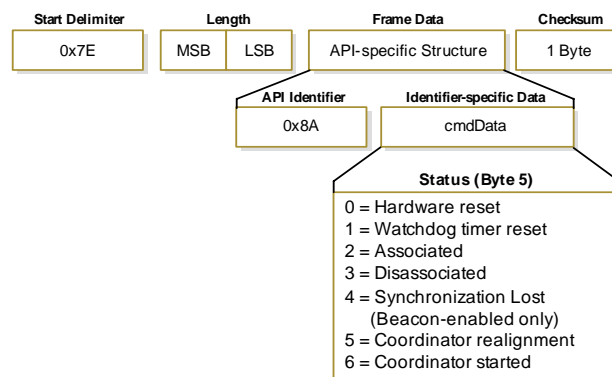 Start Delimiter Length Frame Data Checksum
0x7E MSB LSB API-specific Structure 1 Byte
API Identifier Identifier-specific Data
0x8A cmdData
Status (Byte 5)
0 = Hardware reset
1 = Watchdog timer reset
2 = Associated
3 = Disassociated
4 = Synchronization Lost
(Beacon-enabled only)
5 = Coordinator realignment
6 = Coordinator started